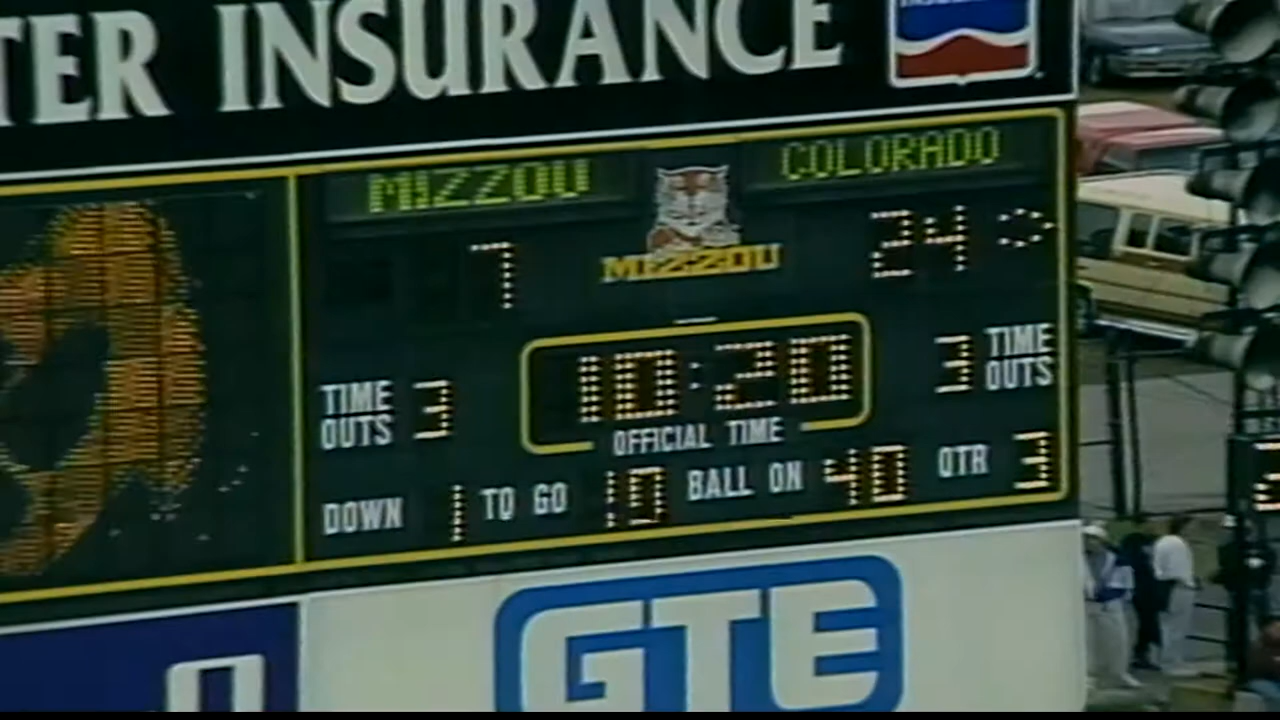 TER INSURANCE
MIZZOU COLORADO
7 MIZZOU 24
10:20
TIME OUTS 3 3 TIME OUTS
OFFICIAL TIME
DOWN 1 TO GO 10 BALL ON 40 QTR 3
GTE
2